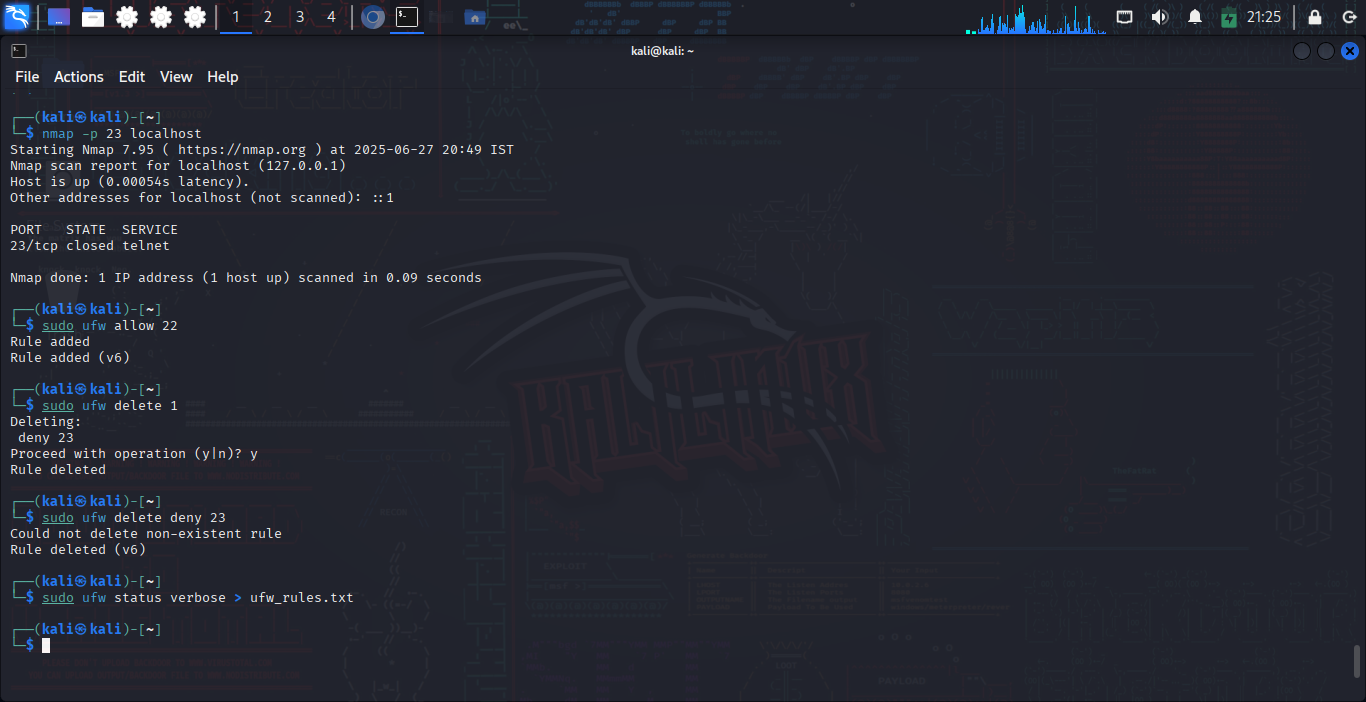 1 2 3 4 21:25
kali@kali: ~
File Actions Edit View Help
┌──(kali㉿kali)-[~]
└─$ nmap -p 23 localhost
Starting Nmap 7.95 ( https://nmap.org ) at 2025-06-27 20:49 IST
Nmap scan report for localhost (127.0.0.1)
Host is up (0.00054s latency).
Other addresses for localhost (not scanned): ::1
PORT   STATE  SERVICE
23/tcp closed telnet
Nmap done: 1 IP address (1 host up) scanned in 0.09 seconds
┌──(kali㉿kali)-[~]
└─$ sudo ufw allow 22
Rule added
Rule added (v6)
┌──(kali㉿kali)-[~]
└─$ sudo ufw delete 1
Deleting:
 deny 23
Proceed with operation (y|n)? y
Rule deleted
┌──(kali㉿kali)-[~]
└─$ sudo ufw delete deny 23
Could not delete non-existent rule
Rule deleted (v6)
┌──(kali㉿kali)-[~]
└─$ sudo ufw status verbose > ufw_rules.txt
┌──(kali㉿kali)-[~]
└─$
KALI LINUX
PAYLOAD